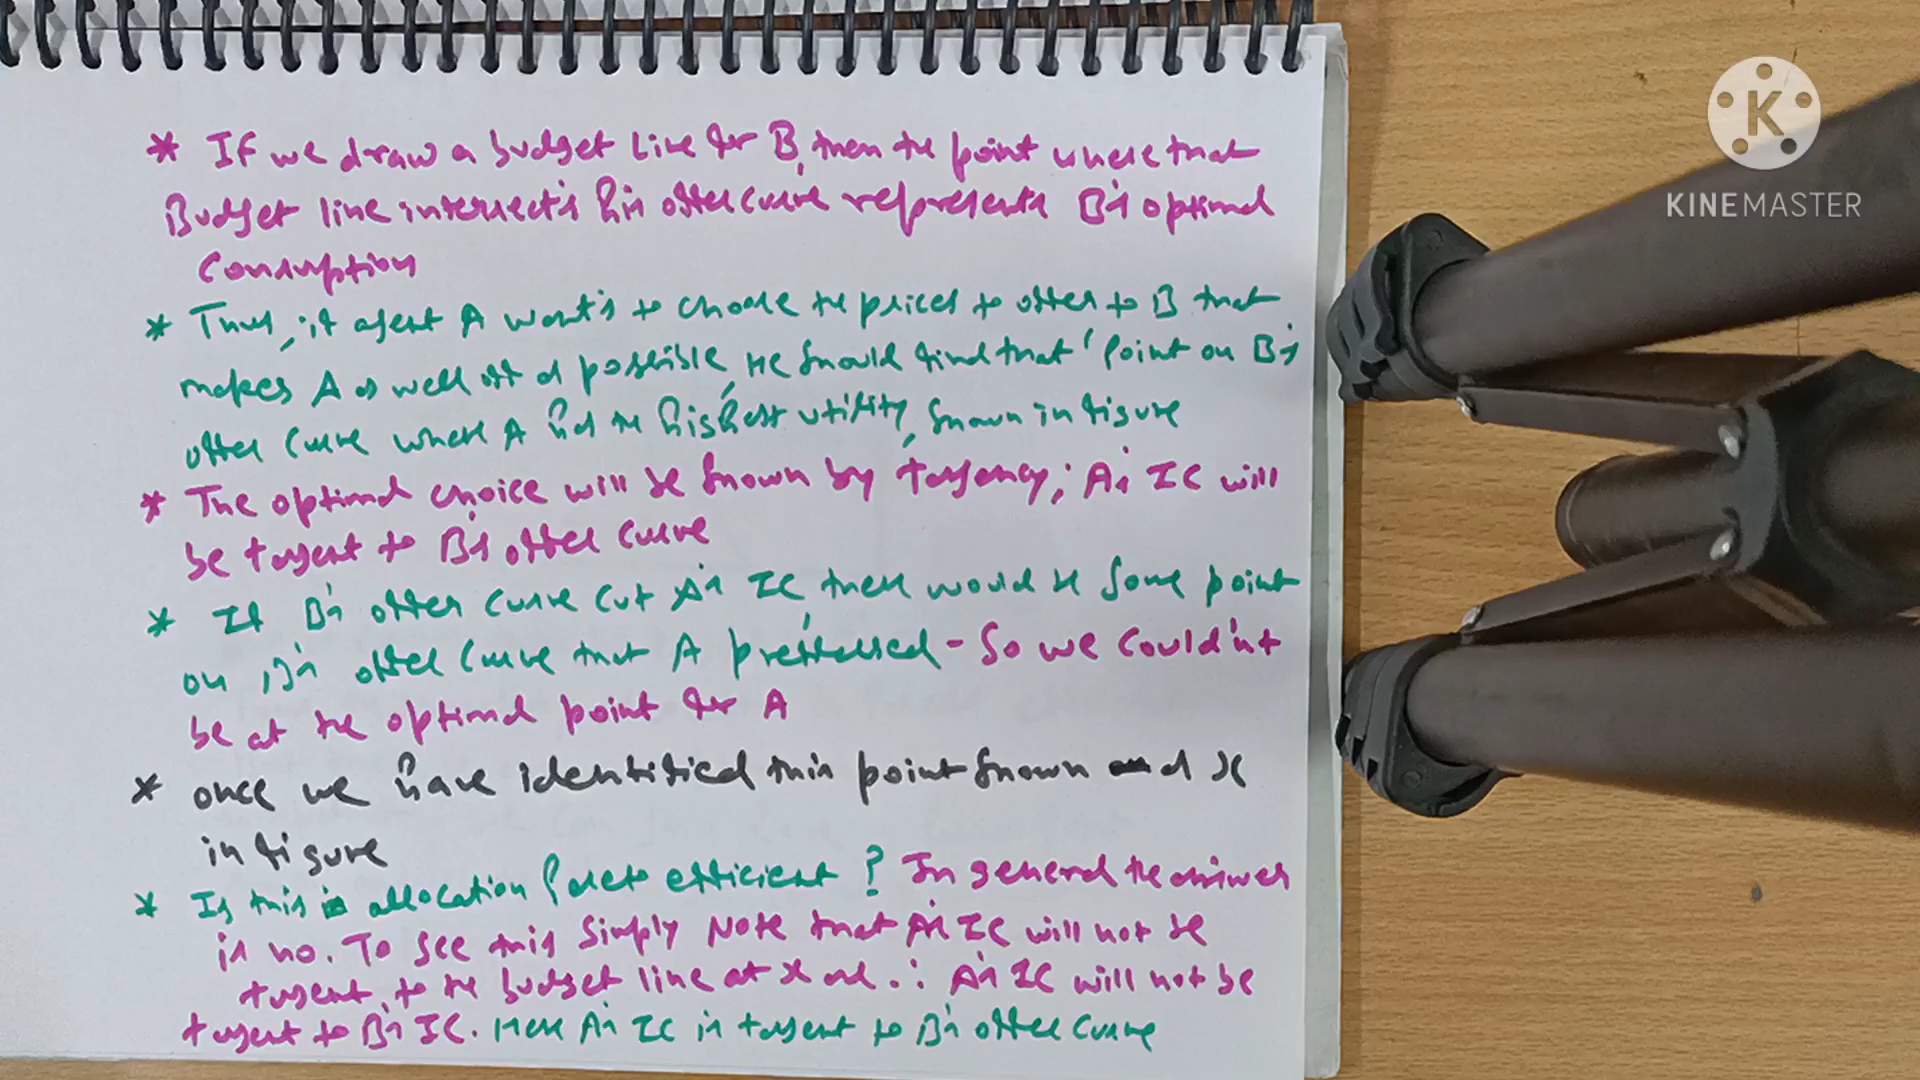 * If we draw a budget line for B, then the point where that
Budget line intersects his offer curve represents B's optimal
Consumption
* Thus, if agent A wants to choose the prices to offer to B that
makes A as well off as possible, He should find that point on B's
offer curve where A has the highest utility, shown in figure
* The optimal choice will be shown by tangency; A's IC will
be tangent to B's offer curve
* If B's offer curve cut A's IC, there would be some point
on B's offer curve that A preferred - So we couldn't
be at the optimal point for A
* once we have identified this point shown as x
in figure
* Is this allocation Pareto efficient? In general the answer
is no. To see this simply Note that A's IC will not be
tangent to the budget line at x and ∴ A's IC will not be
tangent to B's IC. Here A's IC is tangent to B's offer curve
K
KINEMASTER